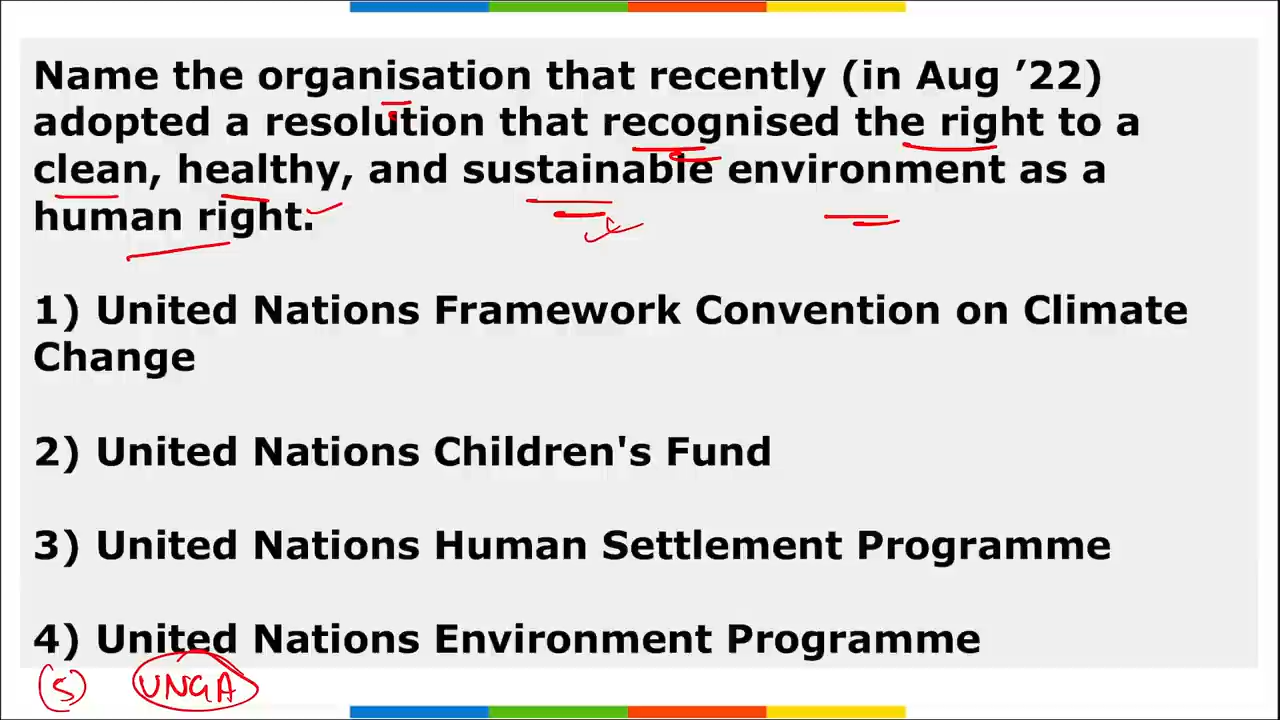 Name the organisation that recently (in Aug ’22)
adopted a resolution that recognised the right to a
clean, healthy, and sustainable environment as a
human right.
1) United Nations Framework Convention on Climate
Change
2) United Nations Children's Fund
3) United Nations Human Settlement Programme
4) United Nations Environment Programme
(5) UNGA